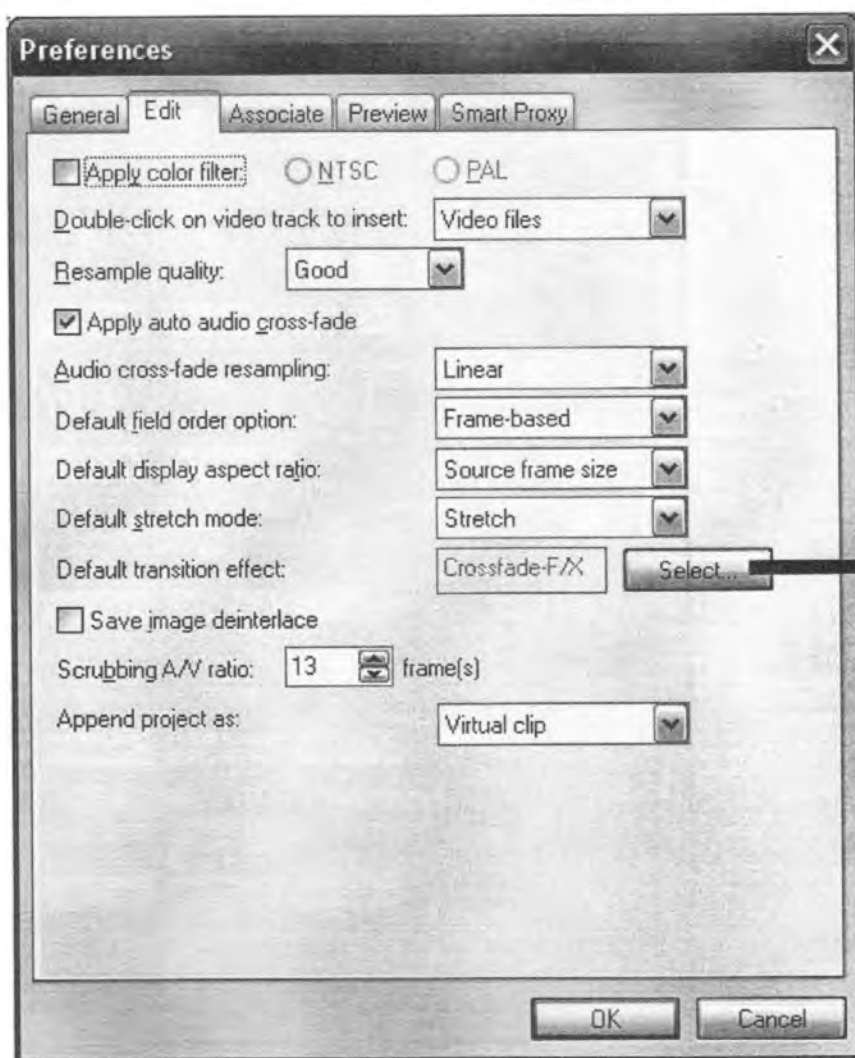 Preferences
General Edit Associate Preview Smart Proxy
Apply color filter: NTSC PAL
Double-click on video track to insert: Video files
Resample quality: Good
Apply auto audio cross-fade
Audio cross-fade resampling: Linear
Default field order option: Frame-based
Default display aspect ratio: Source frame size
Default stretch mode: Stretch
Default transition effect: Crossfade-F/X Select...
Save image deinterlace
Scrubbing A/V ratio: 13 frame(s)
Append project as: Virtual clip
OK Cancel